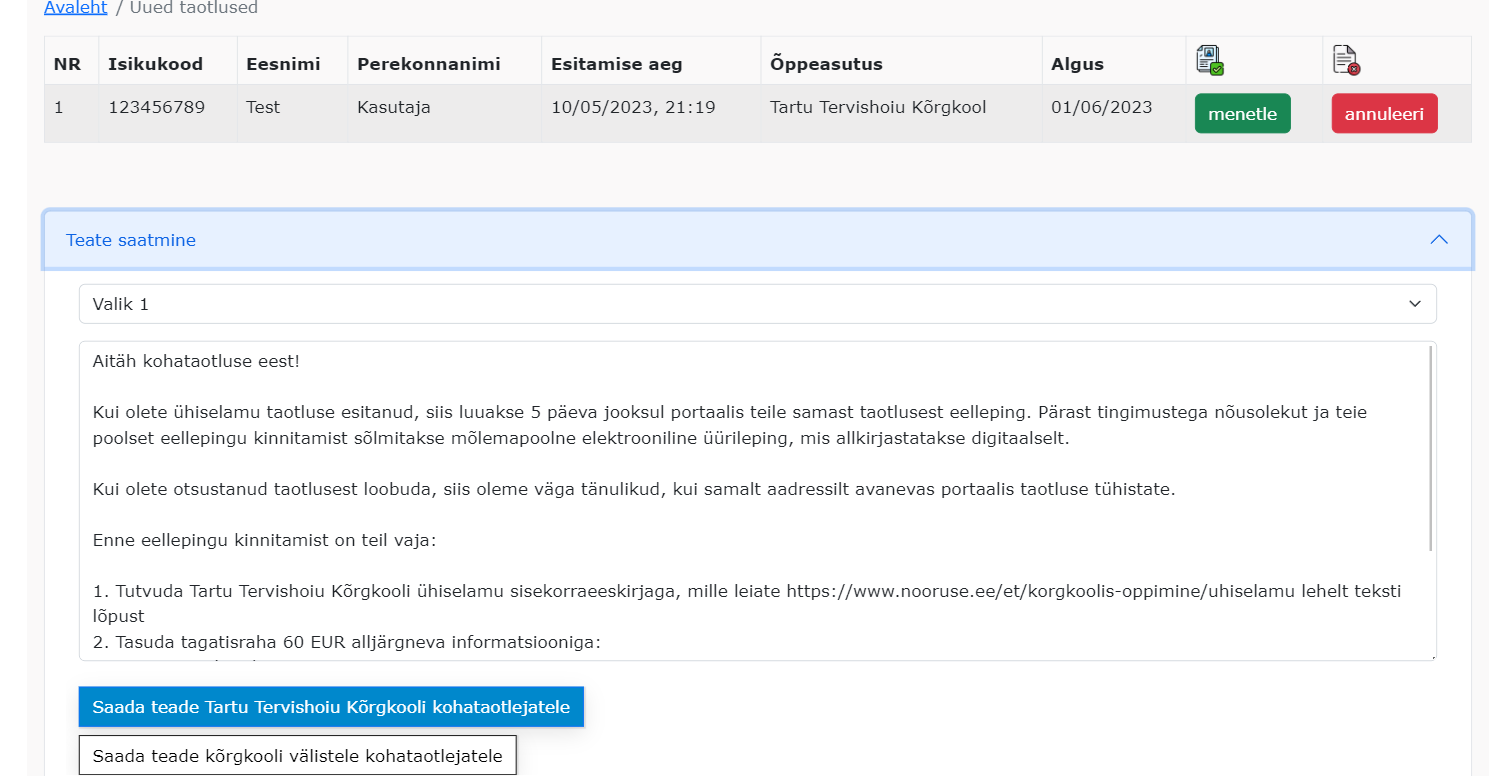 Avaleht / Uued taotlused
NR Isikukood Eesnimi Perekonnanimi Esitamise aeg Õppeasutus Algus
1 123456789 Test Kasutaja 10/05/2023, 21:19 Tartu Tervishoiu Kõrgkool 01/06/2023 menetle annuleeri
Teate saatmine
Valik 1
Aitäh kohataotluse eest!
Kui olete ühiselamu taotluse esitanud, siis luuakse 5 päeva jooksul portaalis teile samast taotlusest eelleping. Pärast tingimustega nõusolekut ja teie
poolset eellepingu kinnitamist sõlmitakse mõlemapoolne elektrooniline üürileping, mis allkirjastatakse digitaalselt.
Kui olete otsustanud taotlusest loobuda, siis oleme väga tänulikud, kui samalt aadressilt avanevas portaalis taotluse tühistate.
Enne eellepingu kinnitamist on teil vaja:
1. Tutvuda Tartu Tervishoiu Kõrgkooli ühiselamu sisekorraeeskirjaga, mille leiate https://www.nooruse.ee/et/korgkoolis-oppimine/uhiselamu lehelt teksti
lõpust
2. Tasuda tagatisraha 60 EUR alljärgneva informatsiooniga:
Saada teade Tartu Tervishoiu Kõrgkooli kohataotlejatele
Saada teade kõrgkooli välistele kohataotlejatele